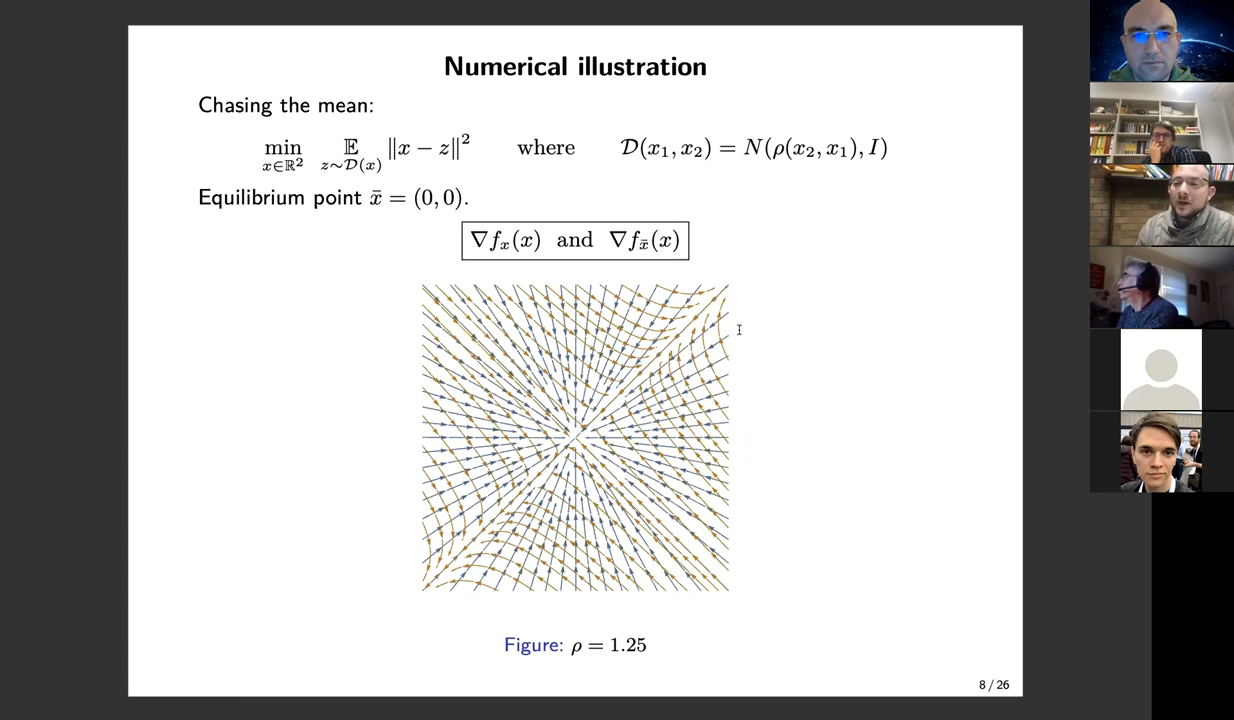 Numerical illustration
Chasing the mean:
min x∈ℝ² 𝔼 z∼𝒟(x) ‖x − z‖² where 𝒟(x₁, x₂) = N(ρ(x₂, x₁), I)
Equilibrium point x̄ = (0, 0).
∇fₓ(x) and ∇f_x̄(x)
Figure: ρ = 1.25
8 / 26